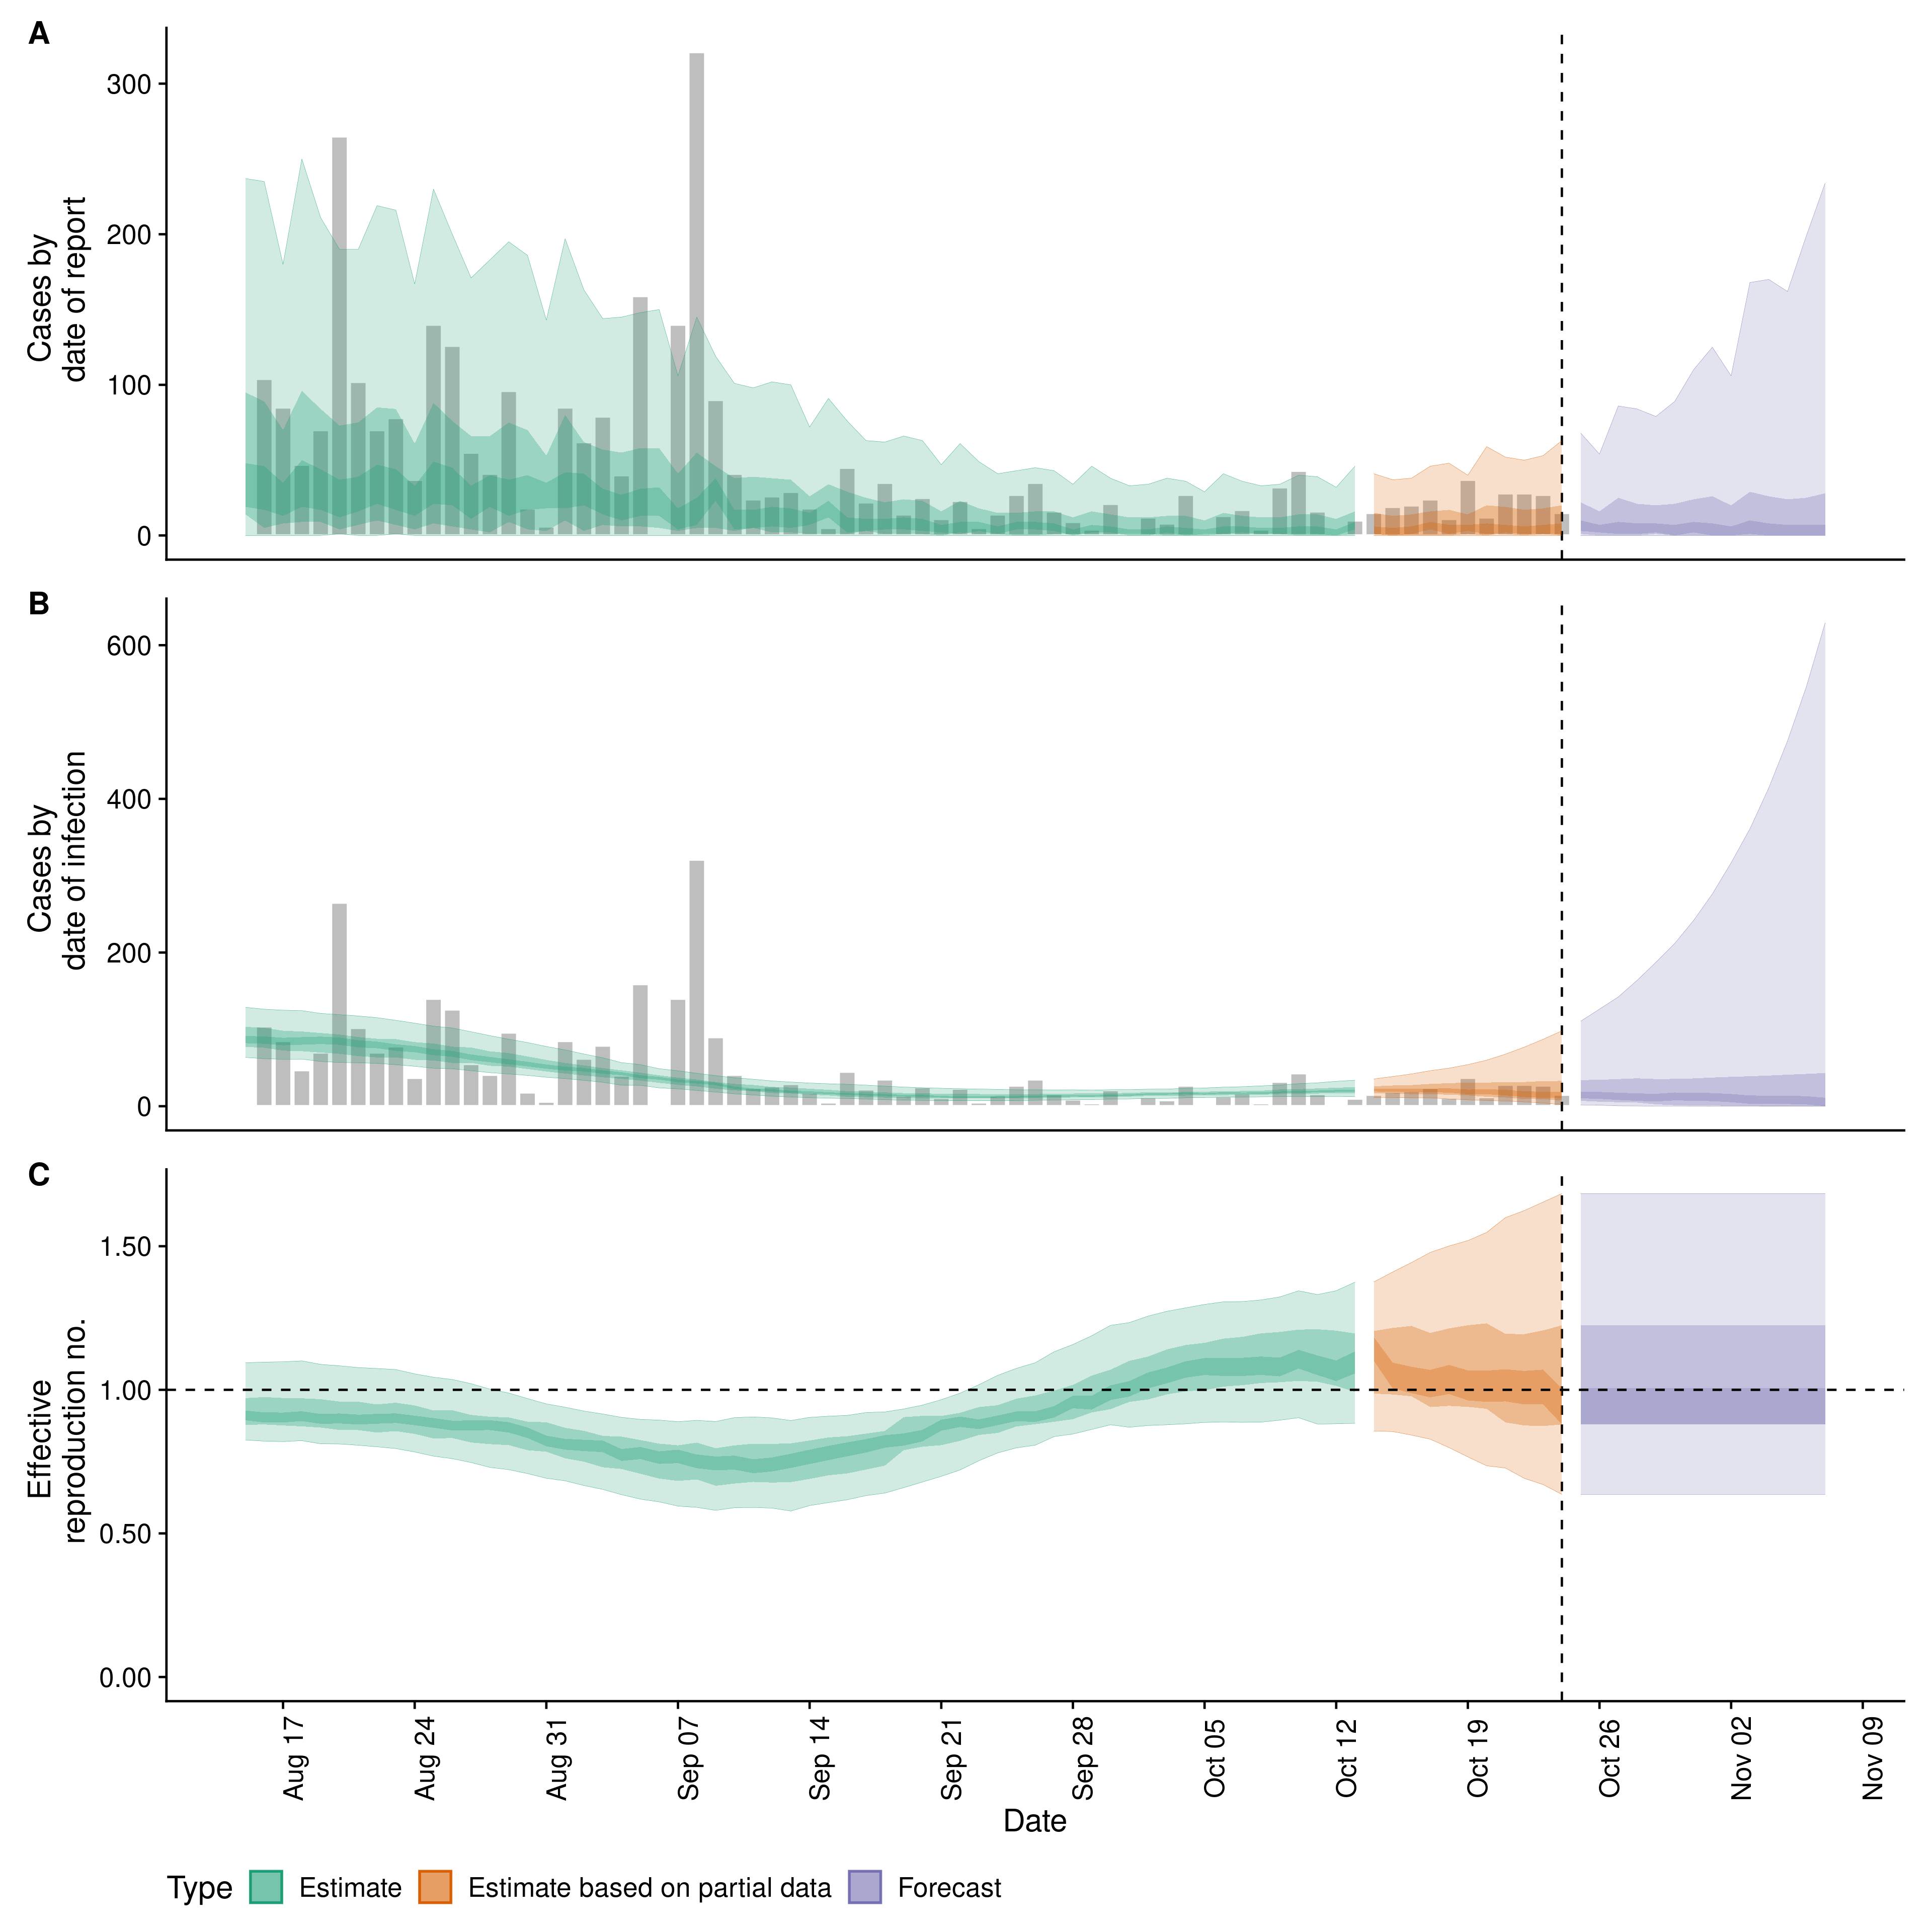 A
Cases by
date of report
300
200
100
0
B
Cases by
date of infection
600
400
200
0
C
Effective
reproduction no.
1.50
1.00
0.50
0.00
Aug 17
Aug 24
Aug 31
Sep 07
Sep 14
Sep 21
Sep 28
Oct 05
Oct 12
Oct 19
Oct 26
Nov 02
Nov 09
Date
Type Estimate Estimate based on partial data Forecast